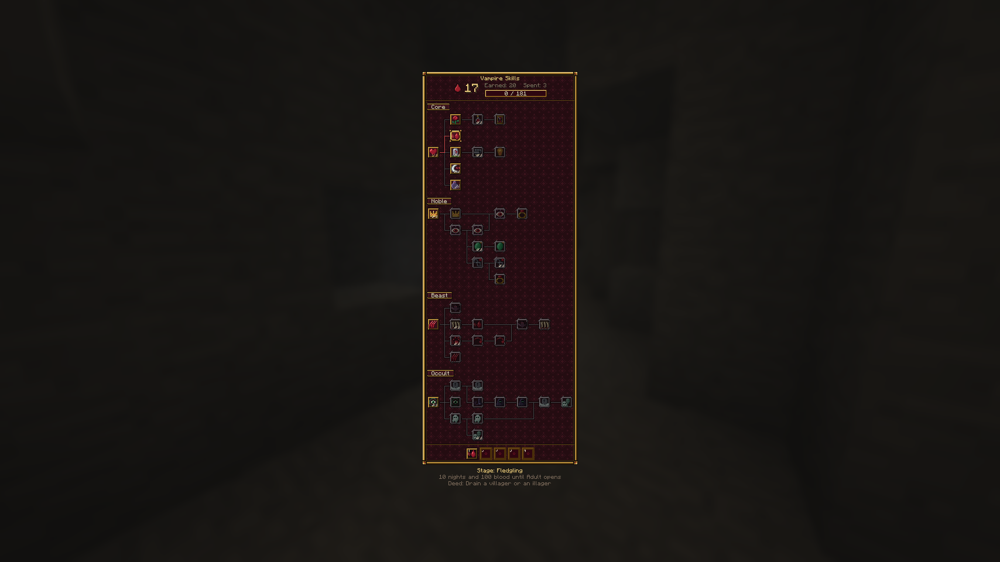 Vampire Skills
17
Earned: 20 Spent: 3
0 / 181
Core
Noble
Beast
Occult
Stage: Fledgling
10 nights and 100 blood until Adult opens
Deed: Drain a villager or an illager